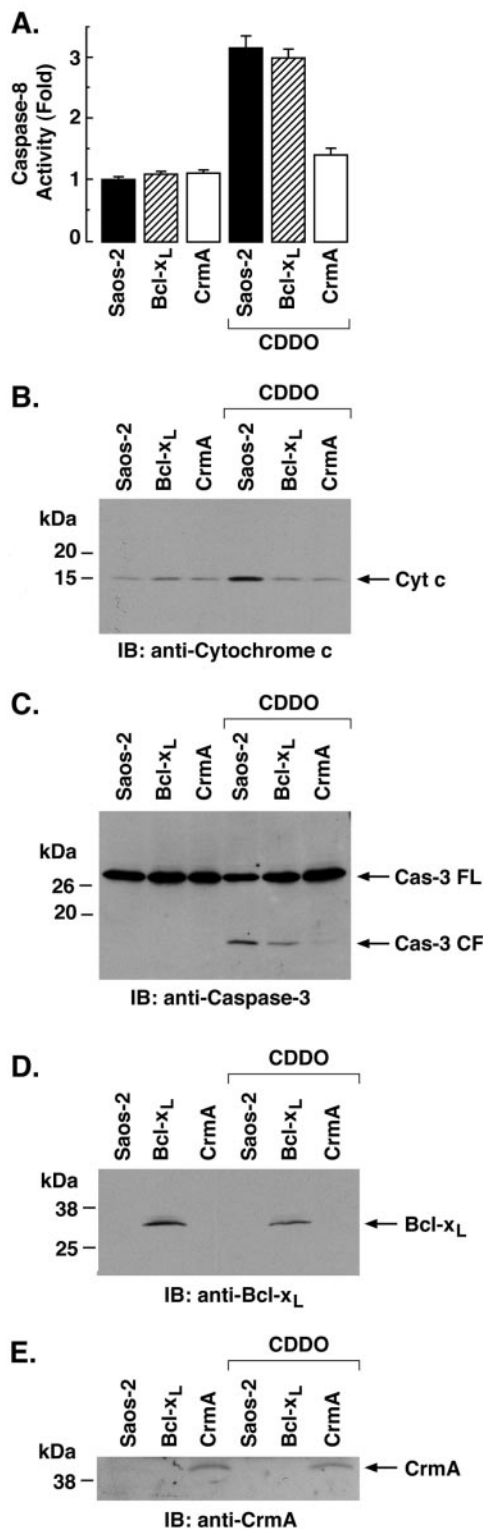 A.
Caspase-8
Activity (Fold)
3
2
1
0
Saos-2
Bcl-xL
CrmA
Saos-2
Bcl-xL
CrmA
CDDO
B.
CDDO
Saos-2
Bcl-xL
CrmA
Saos-2
Bcl-xL
CrmA
kDa
20
15
Cyt c
IB: anti-Cytochrome c
C.
CDDO
Saos-2
Bcl-xL
CrmA
Saos-2
Bcl-xL
CrmA
kDa
26
20
Cas-3 FL
Cas-3 CF
IB: anti-Caspase-3
D.
CDDO
Saos-2
Bcl-xL
CrmA
Saos-2
Bcl-xL
CrmA
kDa
38
25
Bcl-xL
IB: anti-Bcl-xL
E.
CDDO
Saos-2
Bcl-xL
CrmA
Saos-2
Bcl-xL
CrmA
kDa
38
CrmA
IB: anti-CrmA